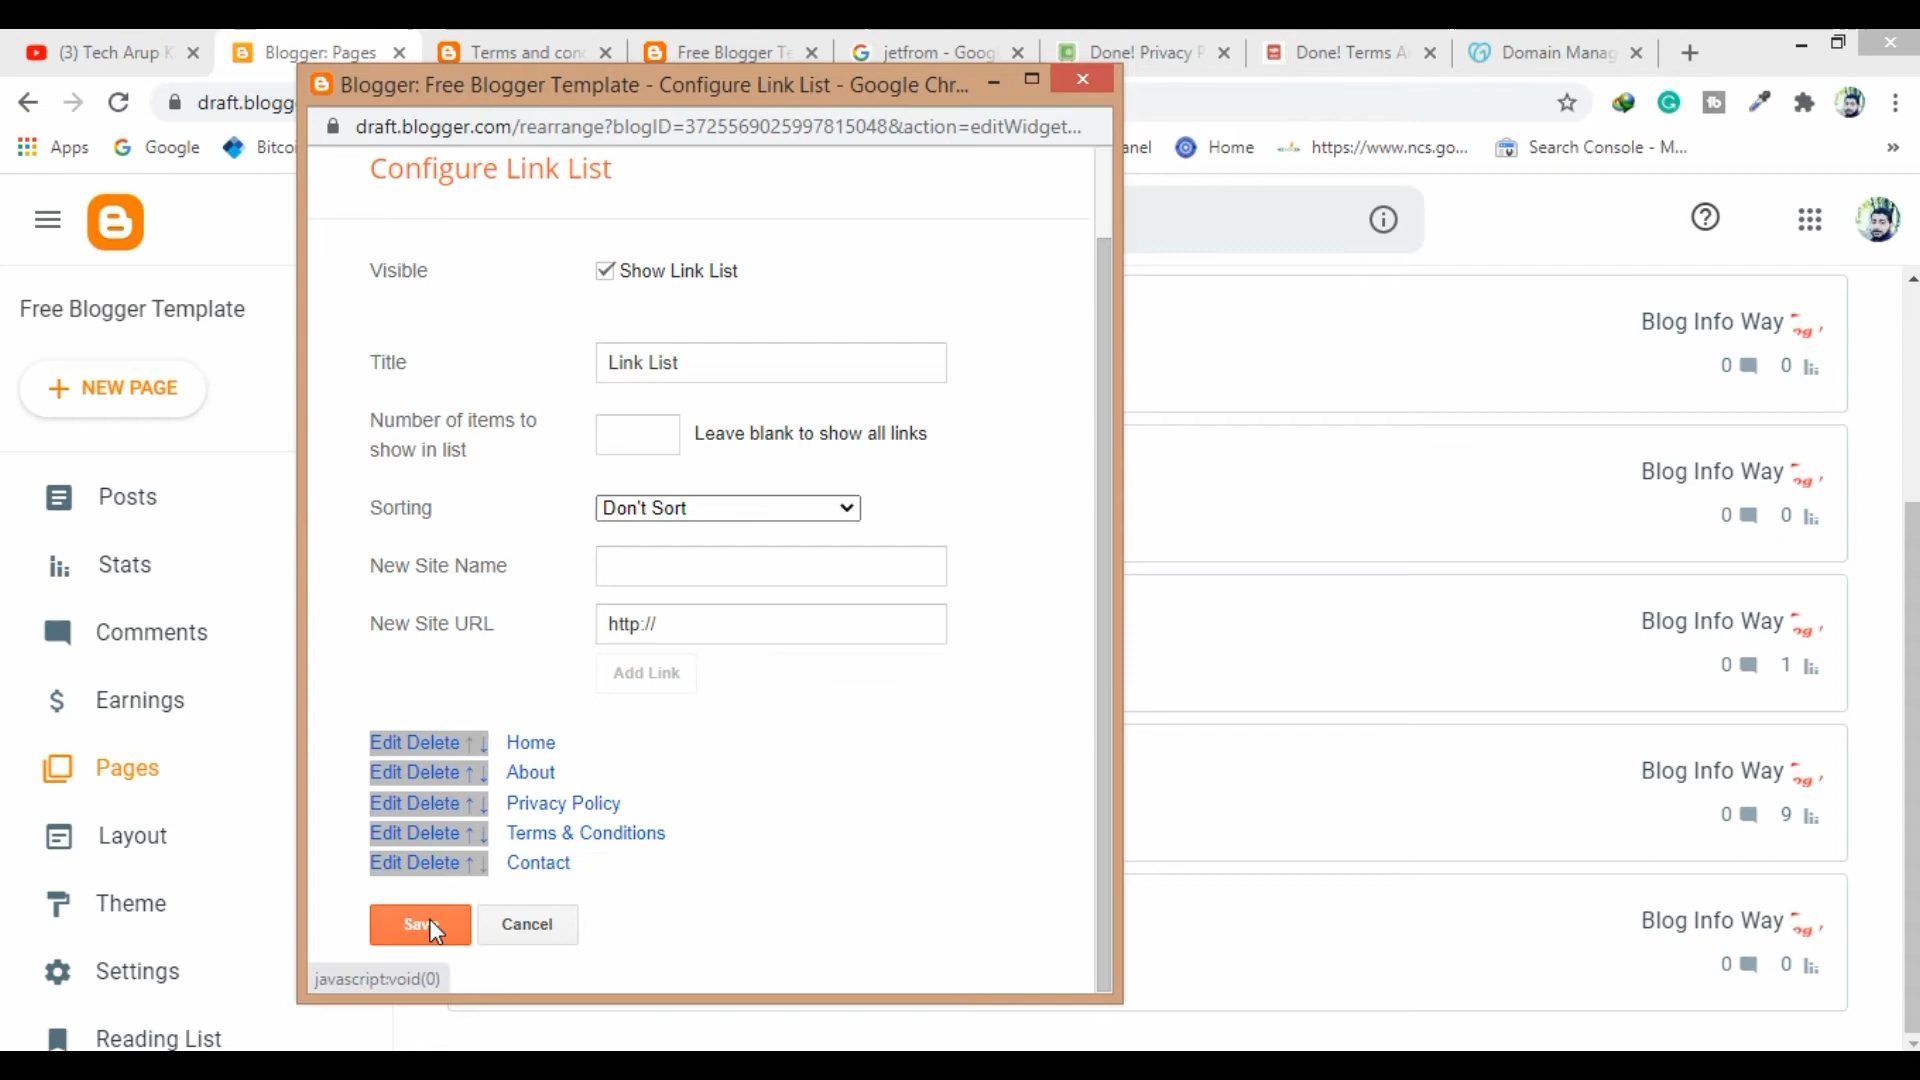 (3) Tech Arup K
Blogger: Pages
Terms and con
Free Blogger Te
jetfrom - Goog
Done! Privacy P
Done! Terms A
Domain Manag
Blogger: Free Blogger Template - Configure Link List - Google Chr...
draft.blogg
draft.blogger.com/rearrange?blogID=3725569025997815048&action=editWidget...
Apps
Google
Bitcoi
anel
Home
https://www.ncs.go...
Search Console - M...
Configure Link List
Free Blogger Template
NEW PAGE
Posts
Stats
Comments
Earnings
Pages
Layout
Theme
Settings
Reading List
Visible
Show Link List
Title
Link List
Number of items to
show in list
Leave blank to show all links
Sorting
Don't Sort
New Site Name
New Site URL
http://
Add Link
Edit Delete ↑ ↓ Home
Edit Delete ↑ ↓ About
Edit Delete ↑ ↓ Privacy Policy
Edit Delete ↑ ↓ Terms & Conditions
Edit Delete ↑ ↓ Contact
Save
Cancel
javascript:void(0)
Blog Info Way
0 0
Blog Info Way
0 0
Blog Info Way
0 1
Blog Info Way
0 9
Blog Info Way
0 0